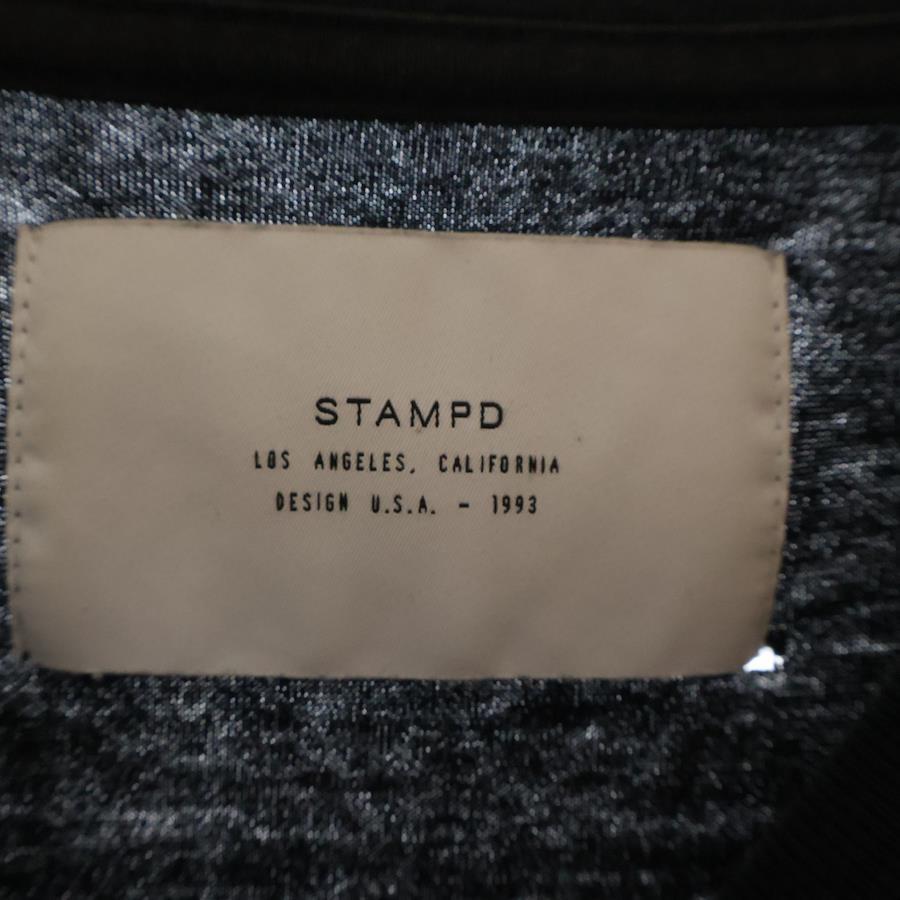 STAMPD
LOS ANGELES, CALIFORNIA
DESIGN U.S.A. - 1993